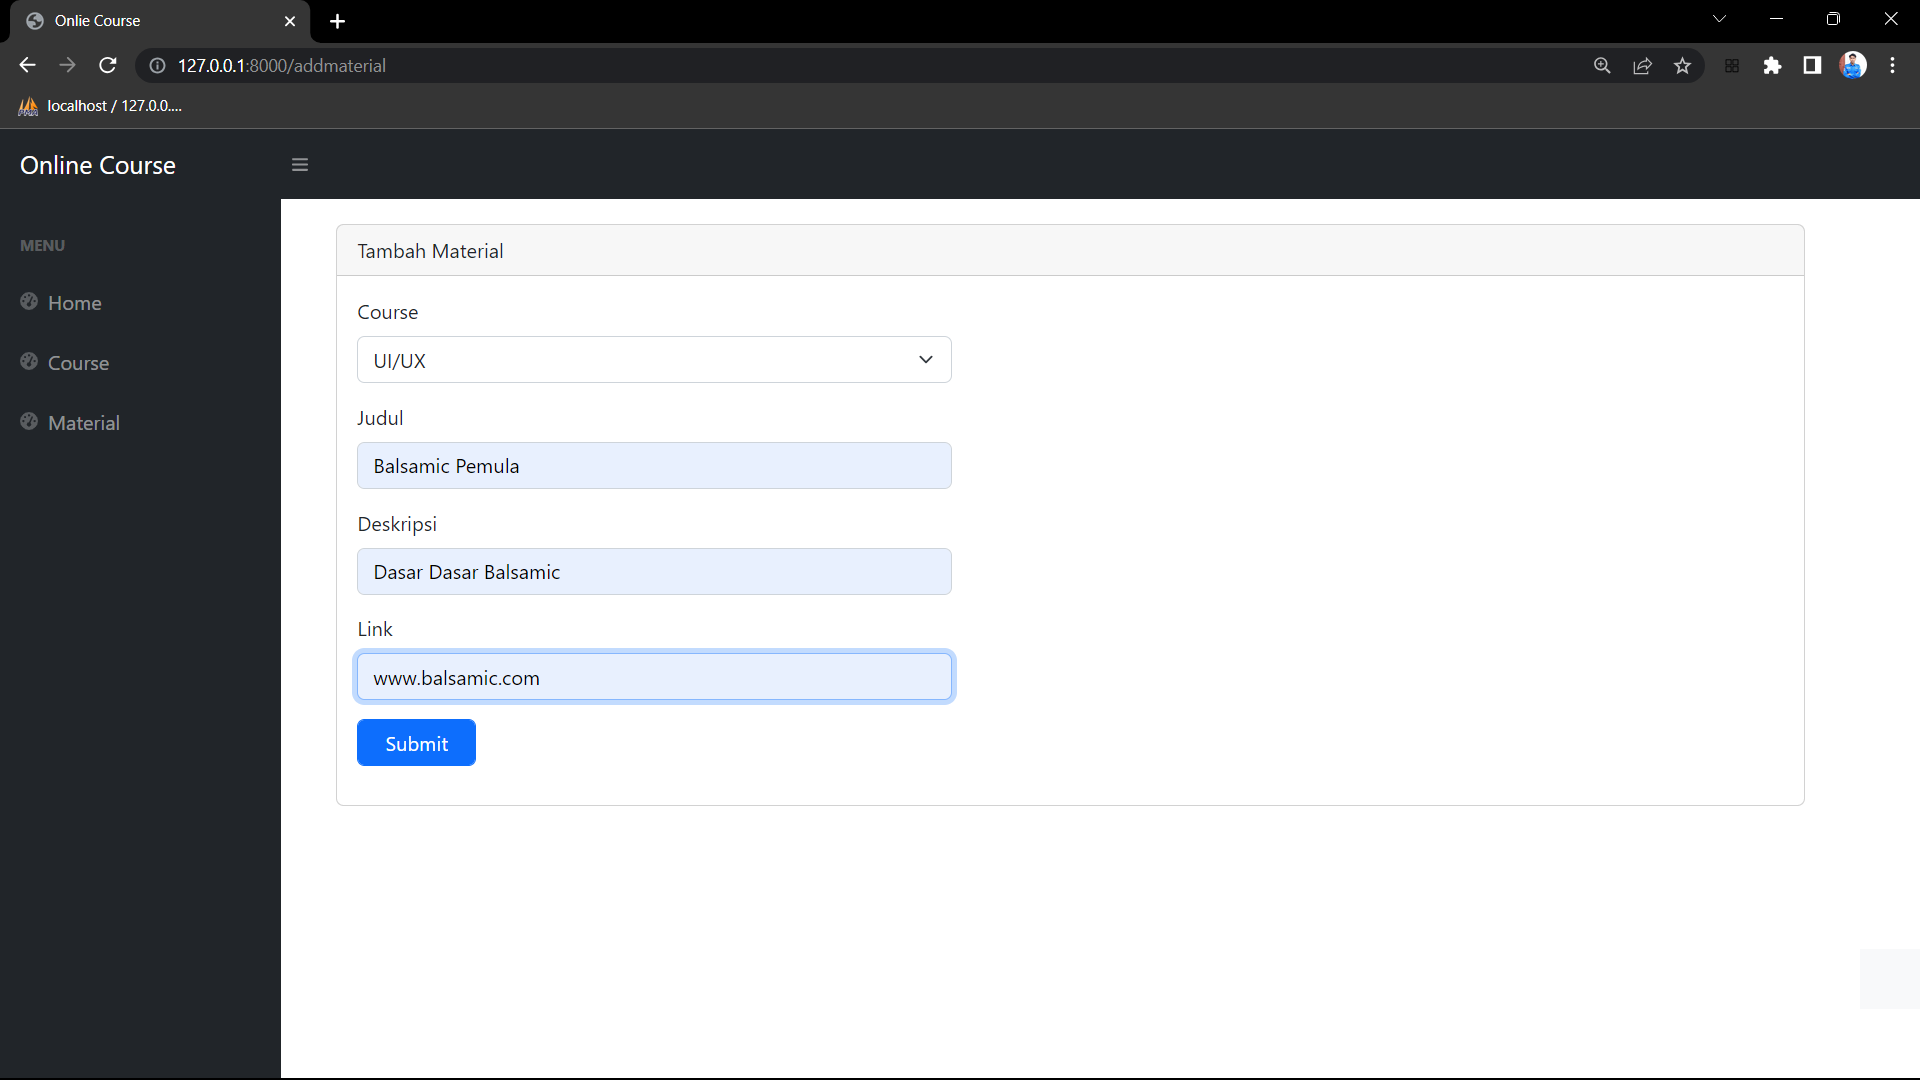 Onlie Course
127.0.0.1:8000/addmaterial
localhost / 127.0.0....
Online Course
MENU
Home
Course
Material
Tambah Material
Course
UI/UX
Judul
Balsamic Pemula
Deskripsi
Dasar Dasar Balsamic
Link
www.balsamic.com
Submit